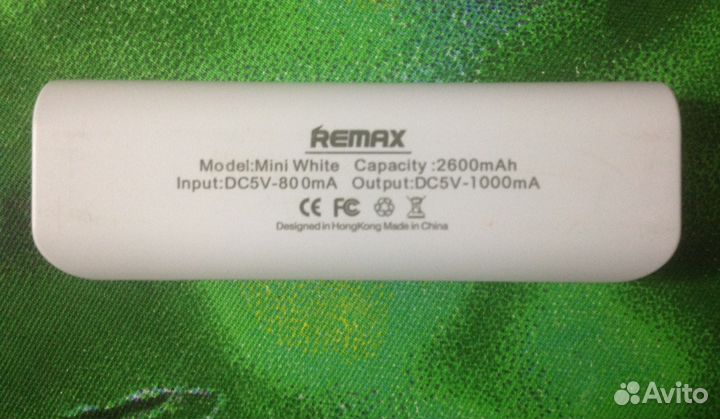 REMAX
Model:Mini White Capacity :2600mAh
Input:DC5V-800mA Output:DC5V-1000mA
CE FC
Designed in HongKong Made in China
Avito